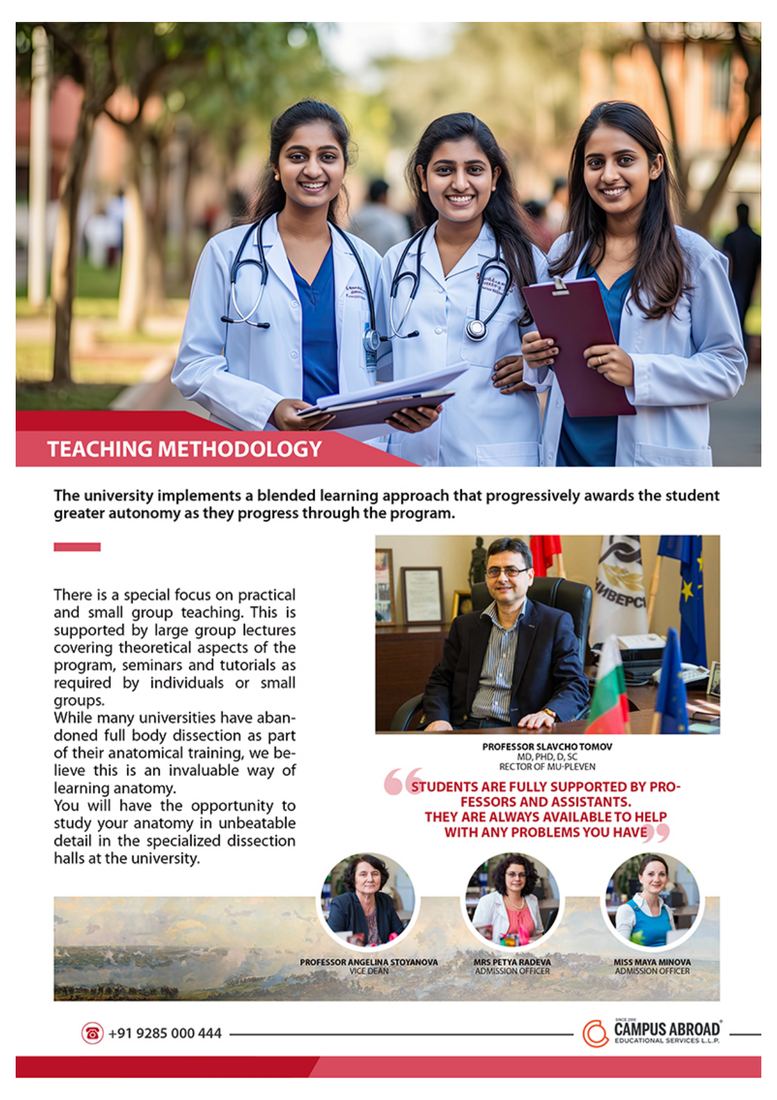 TEACHING METHODOLOGY
The university implements a blended learning approach that progressively awards the student
greater autonomy as they progress through the program.
There is a special focus on practical
and small group teaching. This is
supported by large group lectures
covering theoretical aspects of the
program, seminars and tutorials as
required by individuals or small
groups.
While many universities have aban-
doned full body dissection as part
of their anatomical training, we be-
lieve this is an invaluable way of
learning anatomy.
You will have the opportunity to
study your anatomy in unbeatable
detail in the specialized dissection
halls at the university.
PROFESSOR SLAVCHO TOMOV
MD, PHD, D, SC
RECTOR OF MU-PLEVEN
“STUDENTS ARE FULLY SUPPORTED BY PRO-
FESSORS AND ASSISTANTS.
THEY ARE ALWAYS AVAILABLE TO HELP
WITH ANY PROBLEMS YOU HAVE”
PROFESSOR ANGELINA STOYANOVA
VICE DEAN
MRS PETYA RADEVA
ADMISSION OFFICER
MISS MAYA MINOVA
ADMISSION OFFICER
+91 9285 000 444
CAMPUS ABROAD®
EDUCATIONAL SERVICES L.L.P.